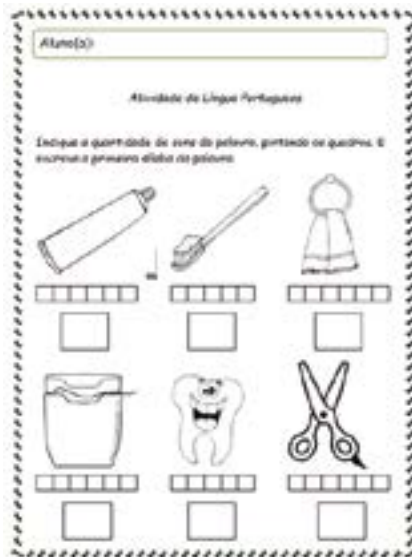 Aluno(a):
Atividade de Língua Portuguesa
Indique a quantidade de sons da palavra, pintando os quadros. E
escreva a primeira sílaba da palavra.